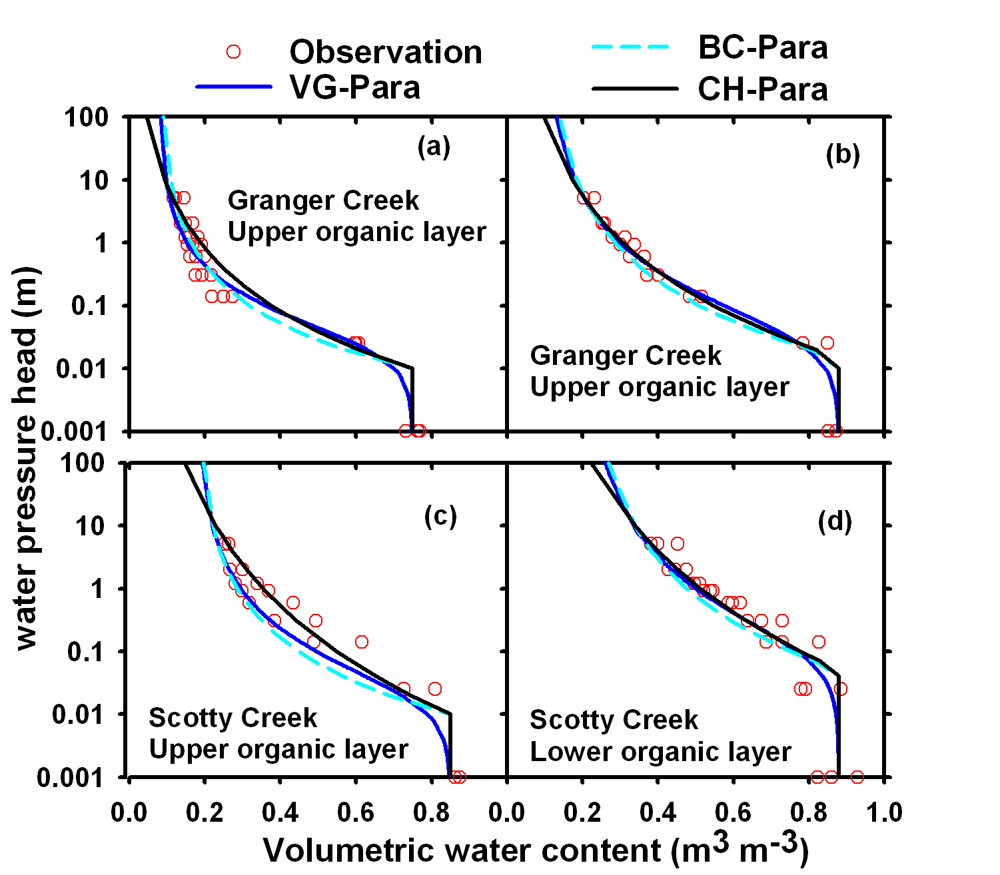 Observation
BC-Para
VG-Para
CH-Para
water pressure head (m)
100
10
1
0.1
0.01
0.001
(a)
Granger Creek
Upper organic layer
(b)
Granger Creek
Upper organic layer
100
10
1
0.1
0.01
0.001
(c)
Scotty Creek
Upper organic layer
(d)
Scotty Creek
Lower organic layer
0.0 0.2 0.4 0.6 0.8 0.0 0.2 0.4 0.6 0.8 1.0
Volumetric water content (m³ m⁻³)